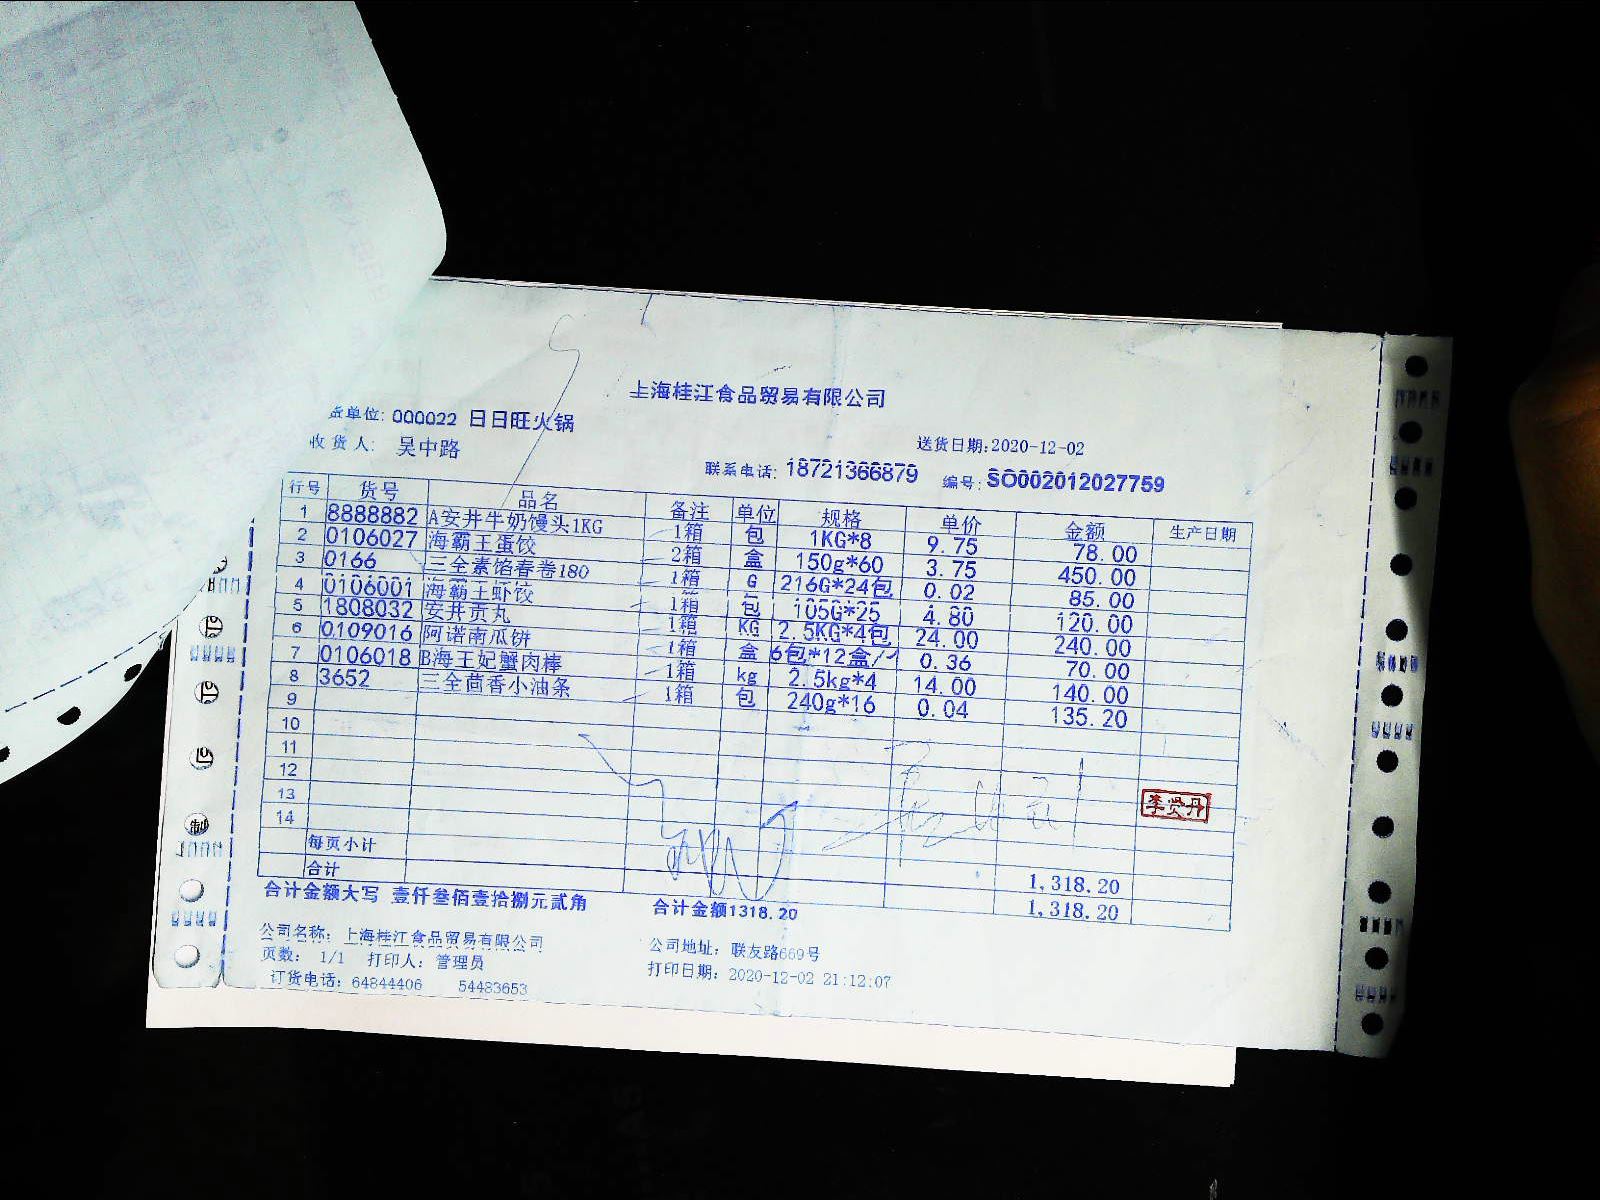 上海桂江食品贸易有限公司
货单位: 000022 日日旺火锅
收货人: 吴中路
送货日期:2020-12-02
联系电话: 18721366879 编号: SO002012027759
行号 货号 品名 备注 单位 规格 单价 金额 生产日期
1 8888882 A安井牛奶馒头1KG 1箱 包 1KG*8 9.75 78.00
2 0106027 海霸王蛋饺 2箱 盒 150g*60 3.75 450.00
3 0166 三全素馅春卷180 1箱 G 216G*24包 0.02 85.00
4 0106001 海霸王虾饺 1箱 包 105G*25 4.80 120.00
5 1808032 安井贡丸 1箱 KG 2.5KG*4包 24.00 240.00
6 0109016 阿诺南瓜饼 1箱 盒 6包*12盒/ 0.36 70.00
7 0106018 B海王妃蟹肉棒 1箱 kg 2.5kg*4 14.00 140.00
8 3652 三全茴香小油条 1箱 包 240g*16 0.04 135.20
9
10
11
12
13
14
李贤丹
每页小计 1,318.20
合计 1,318.20
合计金额大写 壹仟叁佰壹拾捌元贰角 合计金额1318.20
公司名称: 上海桂江食品贸易有限公司 公司地址: 联友路669号
页数: 1/1 打印人: 管理员 打印日期: 2020-12-02 21:12:07
订货电话: 64844406 54483653